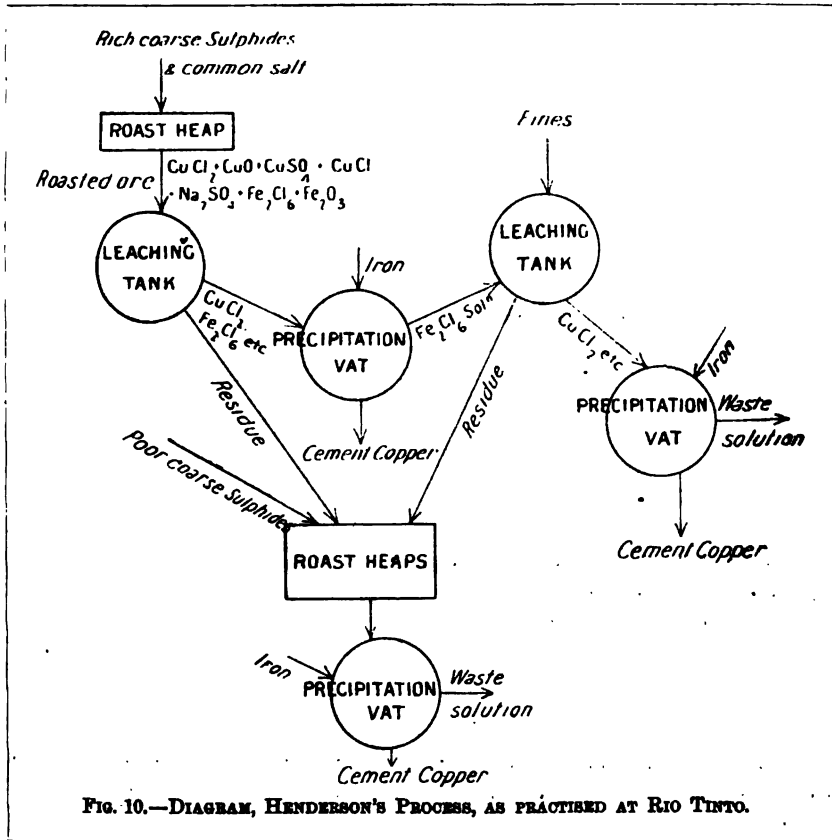 Rich coarse Sulphides
& common salt
ROAST HEAP
Roasted ore
CuCl₂ + CuO + CuSO₄ + CuCl
+ Na₂SO₄ + Fe₂Cl₆ + Fe₂O₃
LEACHING
TANK
Fines
LEACHING
TANK
Iron
CuCl₂
Fe₂Cl₆ etc
PRECIPITATION
VAT
Fe₂Cl₆ Solⁿ
CuCl₂ etc
Iron
PRECIPITATION
VAT
Waste
solution
Residue
Residue
Cement Copper
Poor coarse Sulphides
Cement Copper
ROAST HEAPS
Iron
PRECIPITATION
VAT
Waste
solution
Cement Copper
FIG. 10.—DIAGRAM, HENDERSON'S PROCESS, AS PRACTISED AT RIO TINTO.